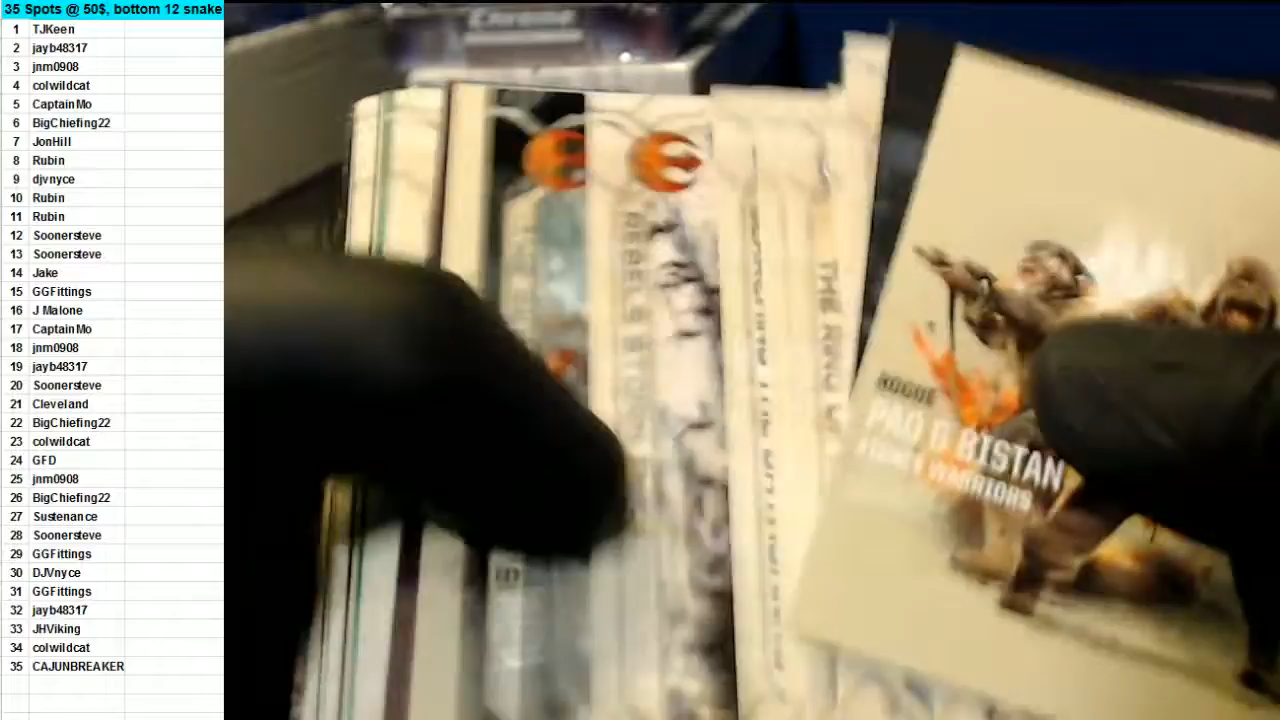 35 Spots @ 50$, bottom 12 snake
1 TJKeen
2 jayb48317
3 jnm0908
4 colwildcat
5 CaptainMo
6 BigChiefing22
7 JonHill
8 Rubin
9 djvnyce
10 Rubin
11 Rubin
12 Soonersteve
13 Soonersteve
14 Jake
15 GGFittings
16 J Malone
17 CaptainMo
18 jnm0908
19 jayb48317
20 Soonersteve
21 Cleveland
22 BigChiefing22
23 colwildcat
24 GFD
25 jnm0908
26 BigChiefing22
27 Sustenance
28 Soonersteve
29 GGFittings
30 DJVnyce
31 GGFittings
32 jayb48317
33 JHViking
34 colwildcat
35 CAJUNBREAKER
Chrome
THE
ROGUE
BISTAN
WARRIORS